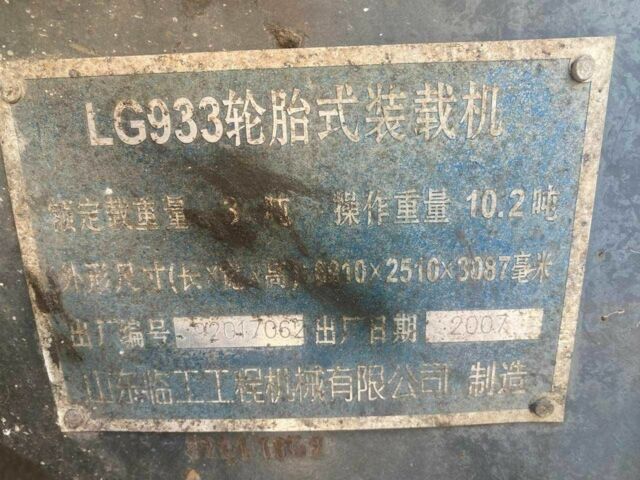 LG933轮胎式装载机
额定载重量 3 吨 操作重量 10.2吨
外形尺寸(长×宽×高) 6910×2510×3087毫米
出厂编号 92017062 出厂日期 2007
山东临工工程机械有限公司 制造